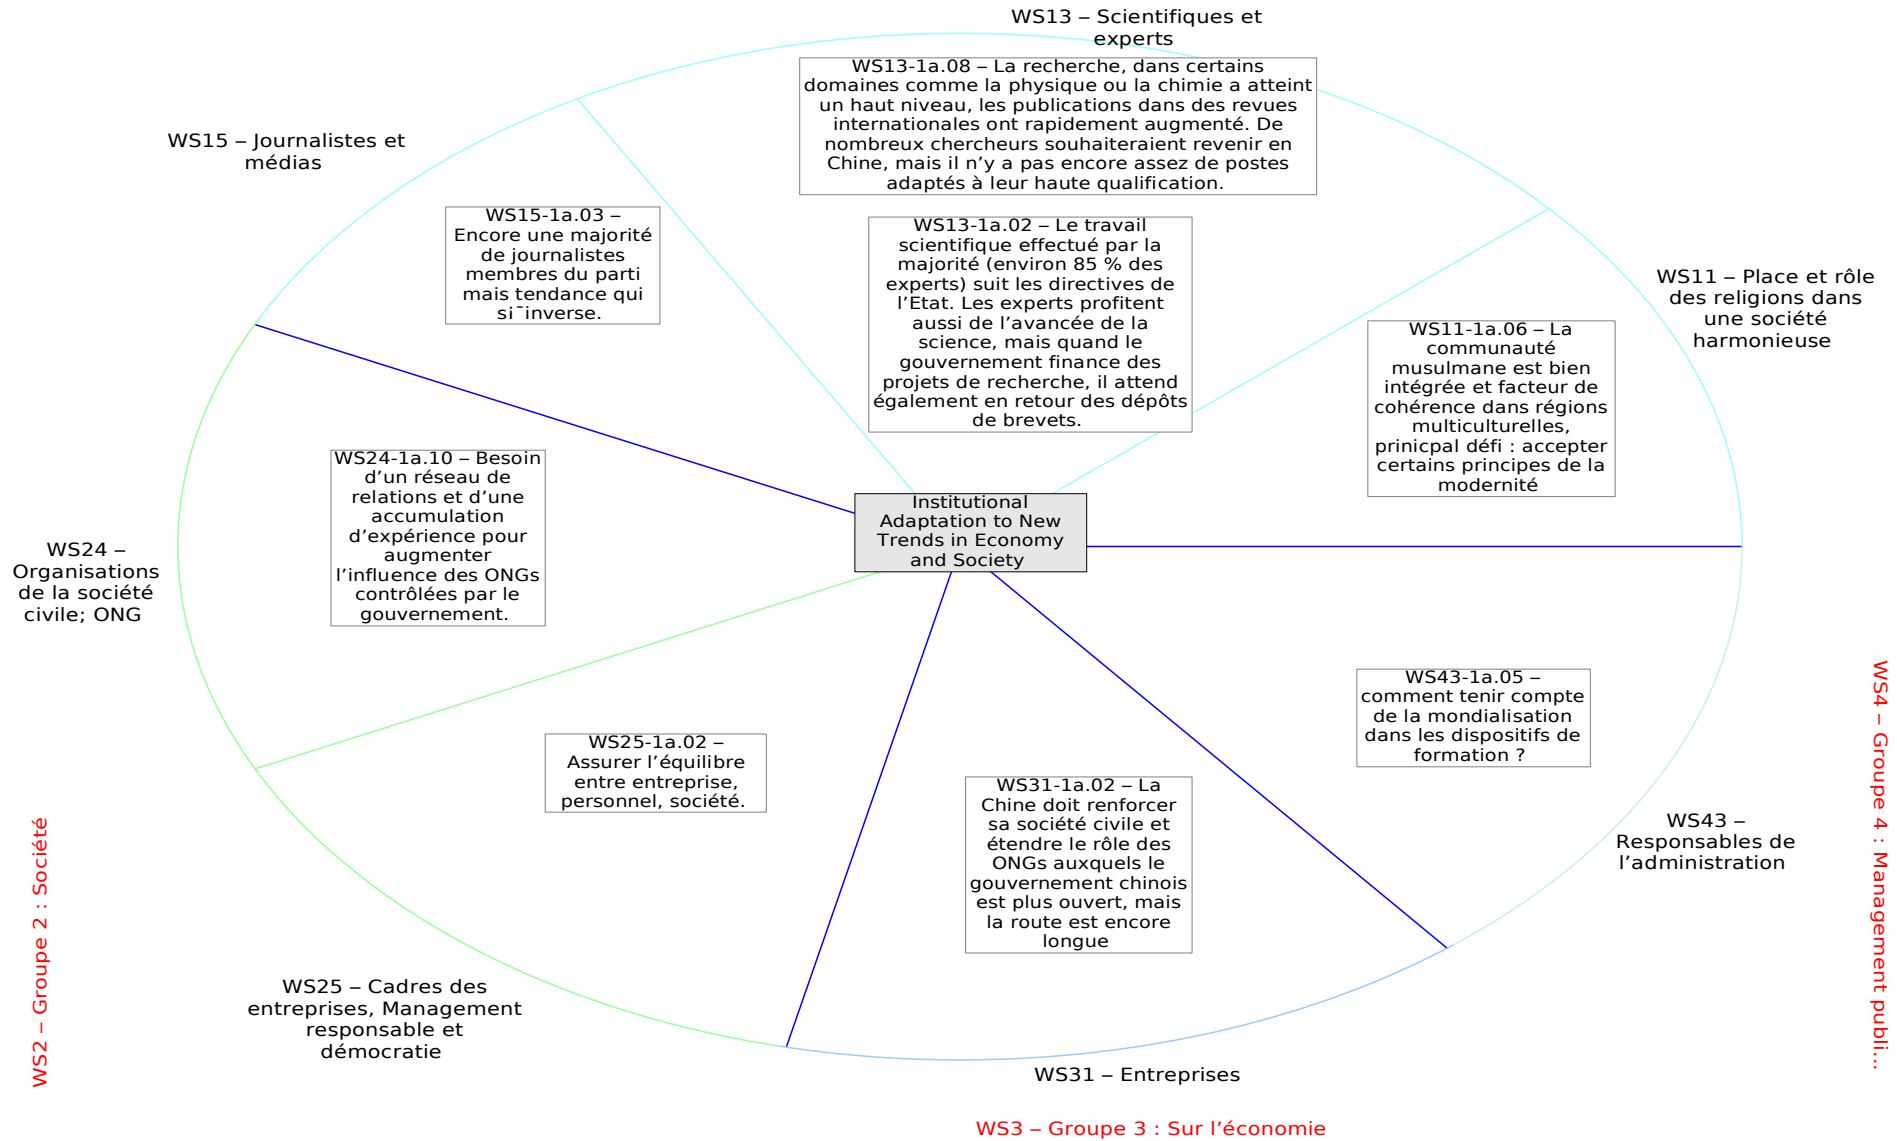 WS13 – Scientifiques et
experts
WS13-1a.08 – La recherche, dans certains
domaines comme la physique ou la chimie a atteint
un haut niveau, les publications dans des revues
internationales ont rapidement augmenté. De
nombreux chercheurs souhaiteraient revenir en
Chine, mais il n’y a pas encore assez de postes
adaptés à leur haute qualification.
WS15 – Journalistes et
médias
WS15-1a.03 –
Encore une majorité
de journalistes
membres du parti
mais tendance qui
si¯inverse.
WS13-1a.02 – Le travail
scientifique effectué par la
majorité (environ 85 % des
experts) suit les directives de
l’Etat. Les experts profitent
aussi de l’avancée de la
science, mais quand le
gouvernement finance des
projets de recherche, il attend
également en retour des dépôts
de brevets.
WS11 – Place et rôle
des religions dans
une société
harmonieuse
WS11-1a.06 – La
communauté
musulmane est bien
intégrée et facteur de
cohérence dans régions
multiculturelles,
prinicpal défi : accepter
certains principes de la
modernité
WS24-1a.10 – Besoin
d’un réseau de
relations et d’une
accumulation
d’expérience pour
augmenter
l’influence des ONGs
contrôlées par le
gouvernement.
Institutional
Adaptation to New
Trends in Economy
and Society
WS24 –
Organisations
de la société
civile; ONG
WS25-1a.02 –
Assurer l’équilibre
entre entreprise,
personnel, société.
WS31-1a.02 – La
Chine doit renforcer
sa société civile et
étendre le rôle des
ONGs auxquels le
gouvernement chinois
est plus ouvert, mais
la route est encore
longue
WS43-1a.05 –
comment tenir compte
de la mondialisation
dans les dispositifs de
formation ?
WS43 –
Responsables de
l’administration
WS4 – Groupe 4 : Management publi...
WS2 – Groupe 2 : Société
WS25 – Cadres des
entreprises, Management
responsable et
démocratie
WS31 – Entreprises
WS3 – Groupe 3 : Sur l’économie